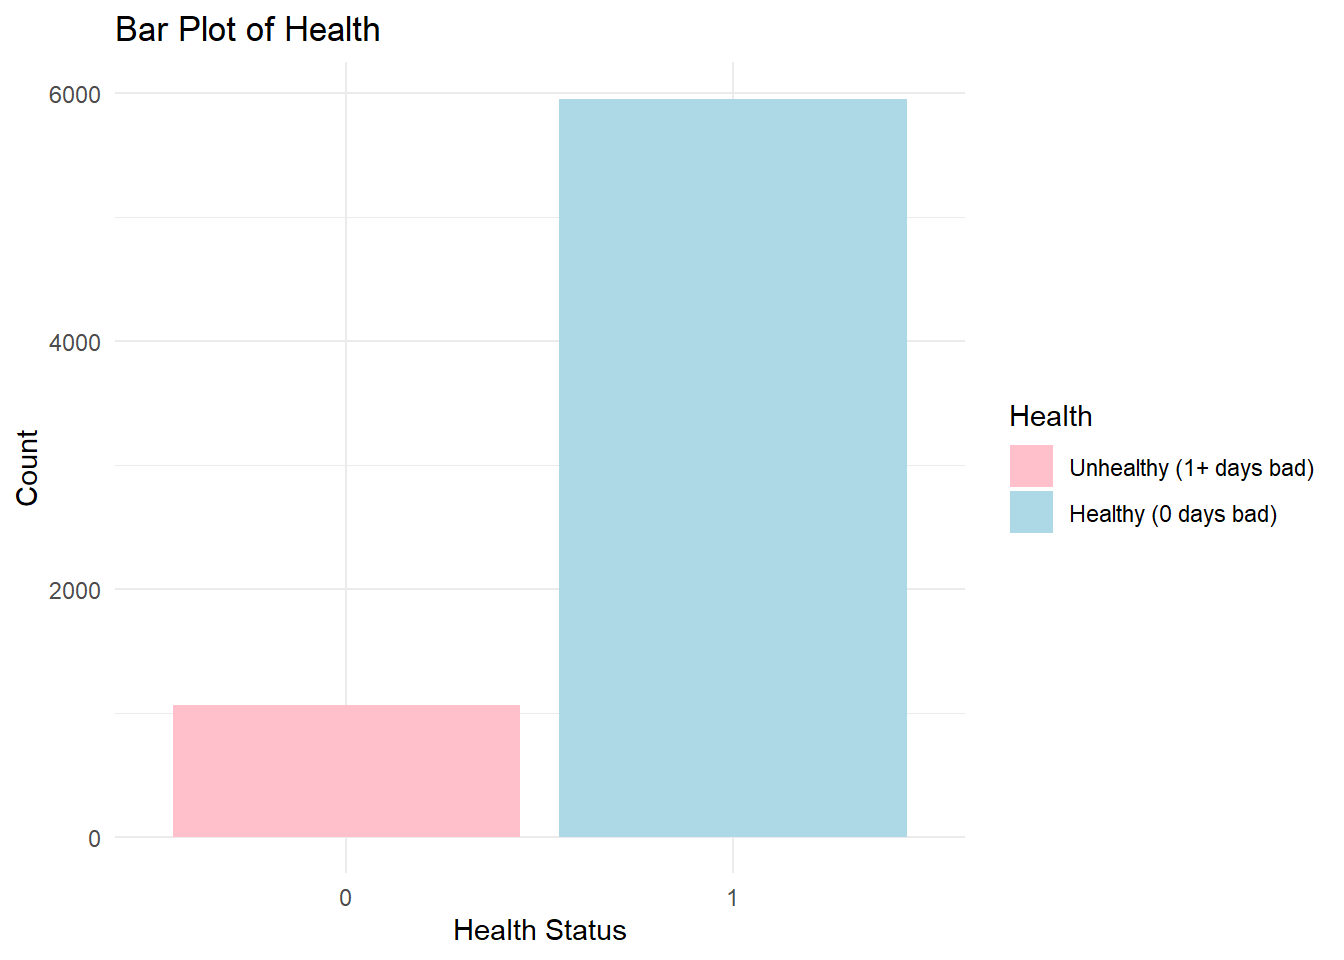 Bar Plot of Health
6000
4000
2000
0
Count
0
1
Health Status
Health
Unhealthy (1+ days bad)
Healthy (0 days bad)